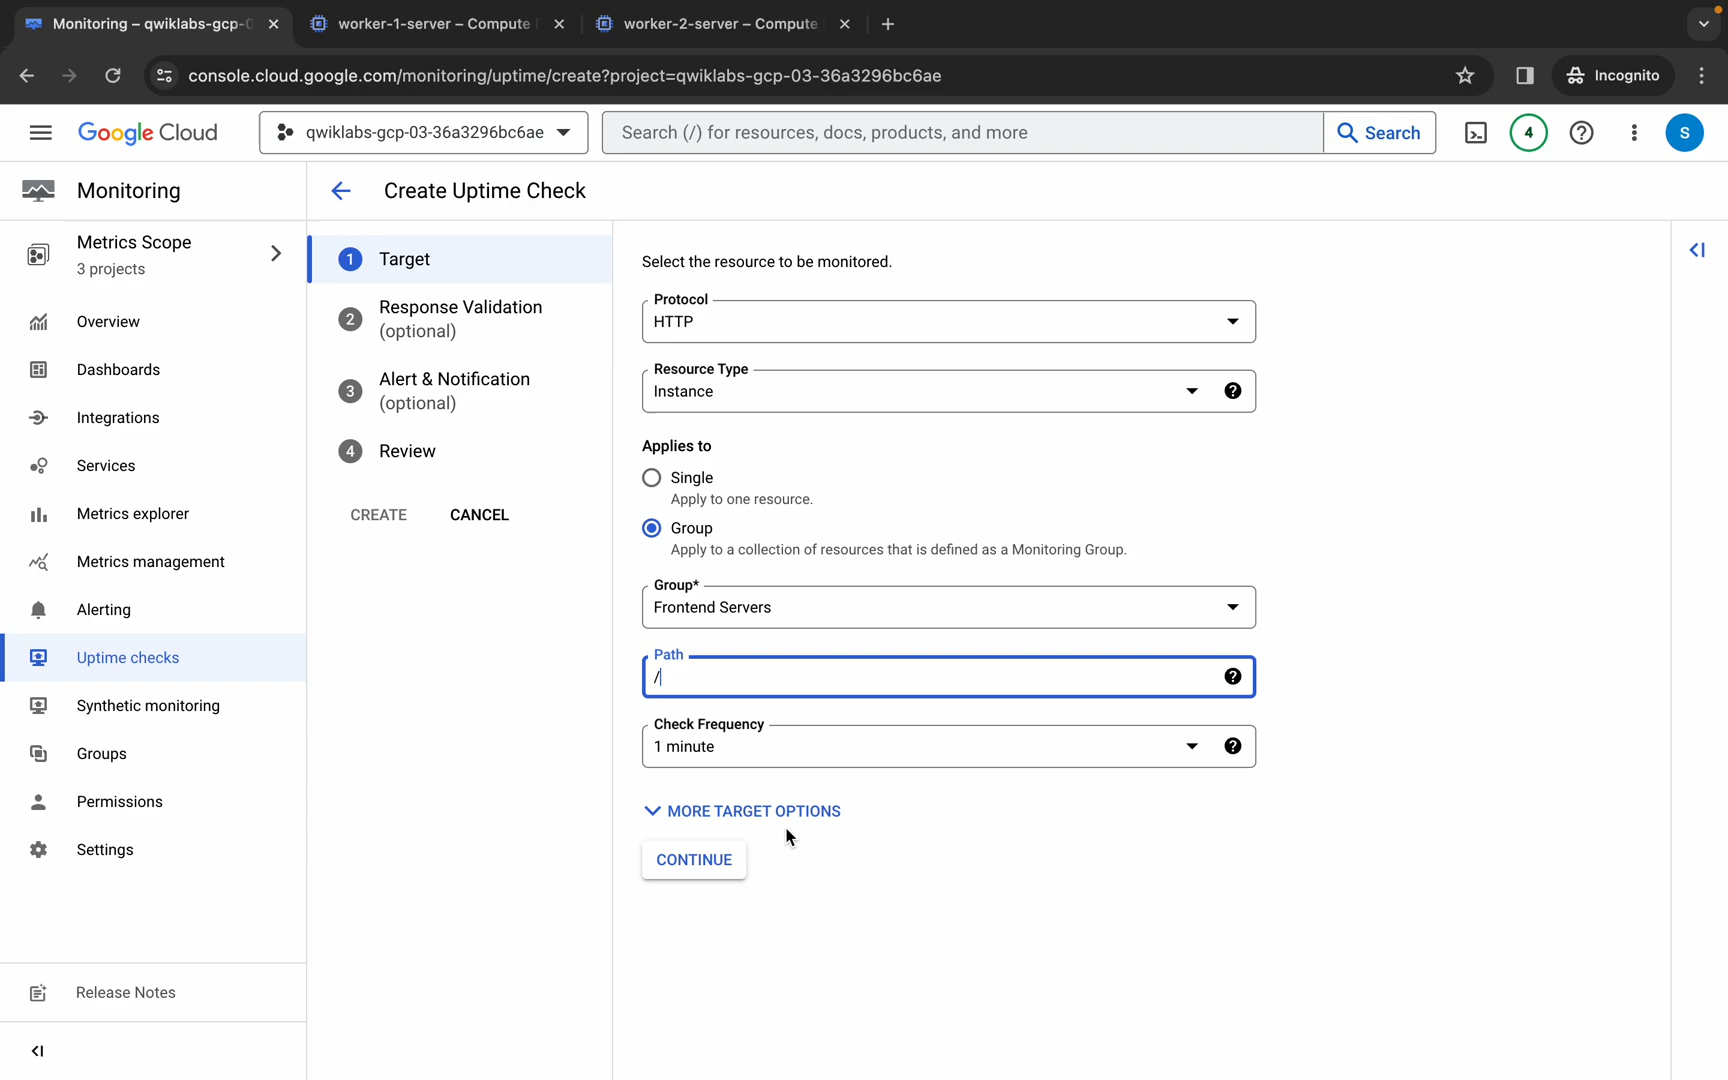 Monitoring – qwiklabs-gcp-0
worker-1-server – Compute E
worker-2-server – Compute
console.cloud.google.com/monitoring/uptime/create?project=qwiklabs-gcp-03-36a3296bc6ae
Incognito
Google Cloud
qwiklabs-gcp-03-36a3296bc6ae
Search (/) for resources, docs, products, and more
Search
4
S
Monitoring
Create Uptime Check
Metrics Scope
3 projects
Overview
Dashboards
Integrations
Services
Metrics explorer
Metrics management
Alerting
Uptime checks
Synthetic monitoring
Groups
Permissions
Settings
Release Notes
1 Target
2 Response Validation
(optional)
3 Alert & Notification
(optional)
4 Review
CREATE CANCEL
Select the resource to be monitored.
Protocol
HTTP
Resource Type
Instance
Applies to
Single
Apply to one resource.
Group
Apply to a collection of resources that is defined as a Monitoring Group.
Group*
Frontend Servers
Path
/
Check Frequency
1 minute
MORE TARGET OPTIONS
CONTINUE